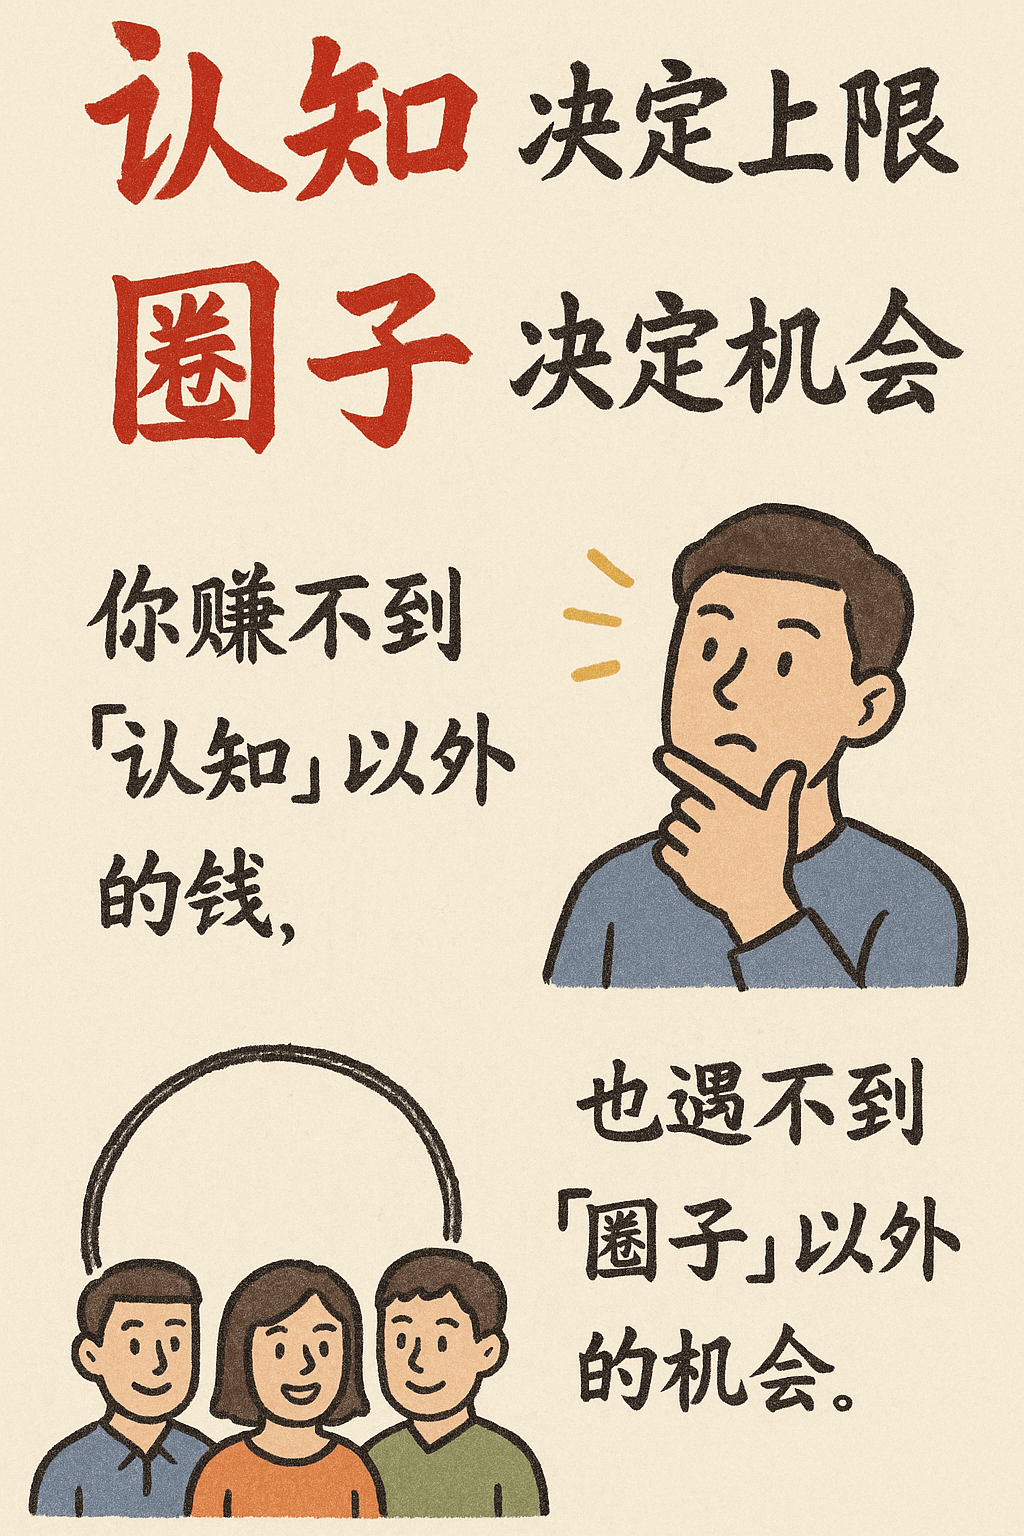 认知 决定上限
圈子 决定机会
你赚不到
「认知」以外
的钱，
也遇不到
「圈子」以外
的机会。